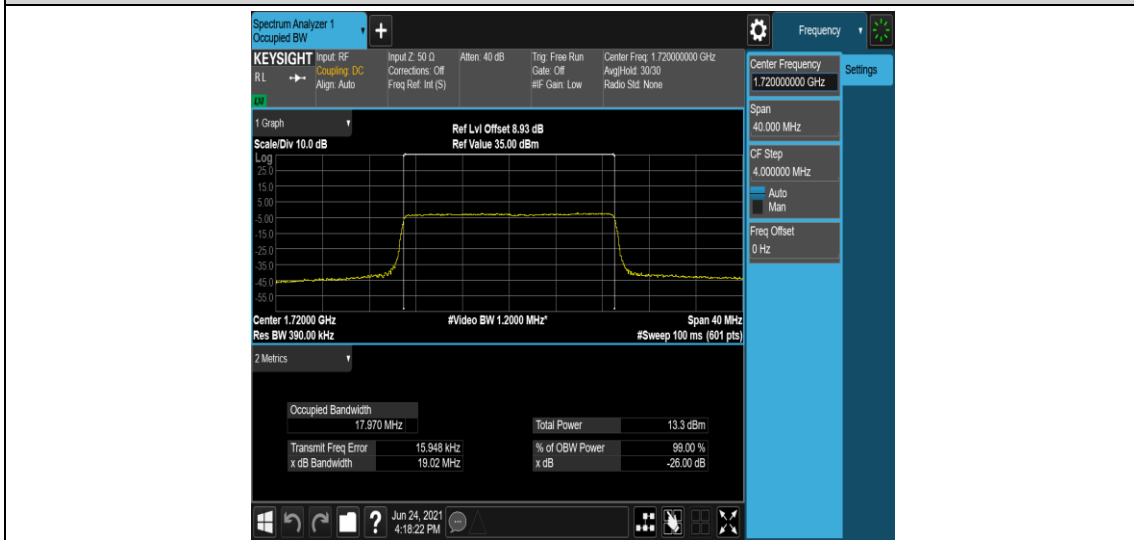 Spectrum Analyzer 1
Occupied BW
+
Frequency
KEYSIGHT
RL
LXI
Input: RF
Coupling: DC
Align: Auto
Input Z: 50 Ω
Corrections: Off
Freq Ref: Int (S)
Atten: 40 dB
Trig: Free Run
Gate: Off
#IF Gain: Low
Center Freq: 1.720000000 GHz
Avg|Hold: 30/30
Radio Std: None
Center Frequency
1.720000000 GHz
Settings
Span
40.000 MHz
CF Step
4.000000 MHz
Auto
Man
Freq Offset
0 Hz
1 Graph
Scale/Div 10.0 dB
Ref Lvl Offset 8.93 dB
Ref Value 35.00 dBm
Log
25.0
15.0
5.00
-5.00
-15.0
-25.0
-35.0
-45.0
-55.0
Center 1.72000 GHz
#Video BW 1.2000 MHz*
Span 40 MHz
Res BW 390.00 kHz
#Sweep 100 ms (601 pts)
2 Metrics
Occupied Bandwidth
17.970 MHz
Total Power 13.3 dBm
Transmit Freq Error 15.948 kHz
% of OBW Power 99.00 %
x dB Bandwidth 19.02 MHz
x dB -26.00 dB
?
Jun 24, 2021
4:18:22 PM